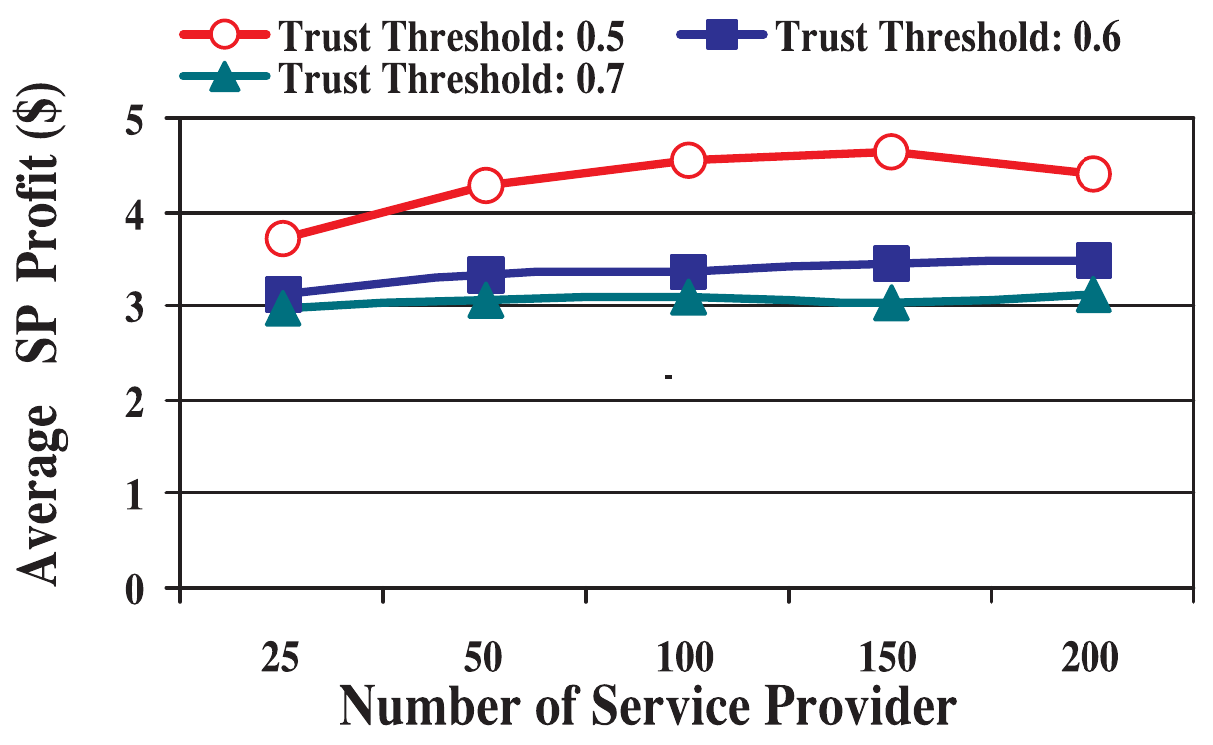 Trust Threshold: 0.5 Trust Threshold: 0.6
Trust Threshold: 0.7
Average SP Profit ($)
5
4
3
2
1
0
-
25 50 100 150 200
Number of Service Provider